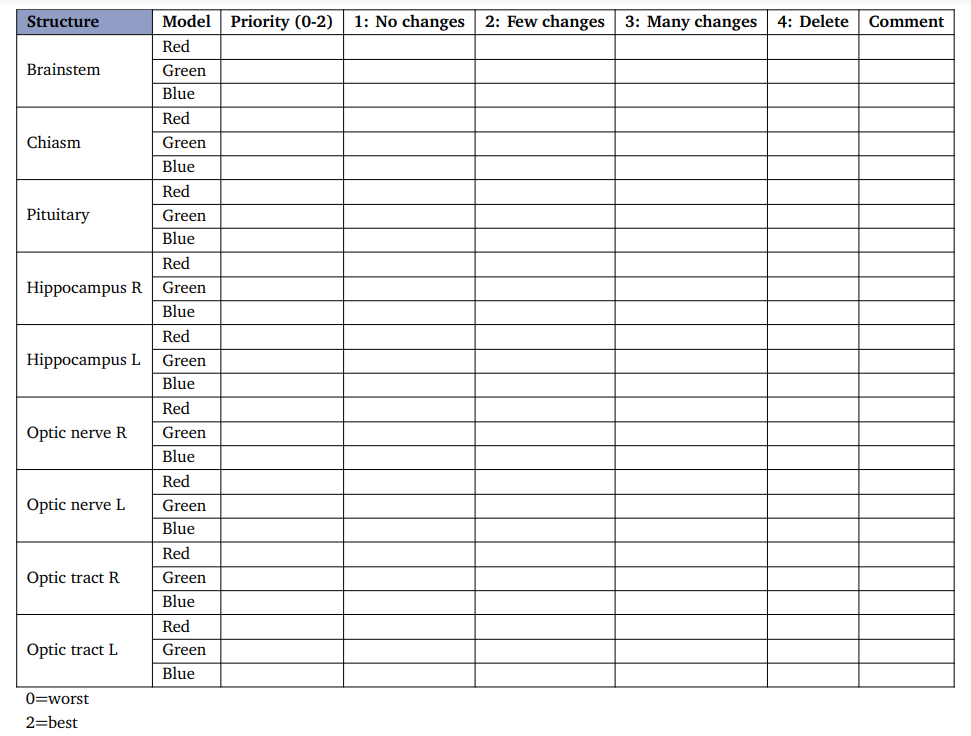 Structure Model Priority (0-2) 1: No changes 2: Few changes 3: Many changes 4: Delete Comment
Brainstem
Red
Green
Blue
Chiasm
Red
Green
Blue
Pituitary
Red
Green
Blue
Hippocampus R
Red
Green
Blue
Hippocampus L
Red
Green
Blue
Optic nerve R
Red
Green
Blue
Optic nerve L
Red
Green
Blue
Optic tract R
Red
Green
Blue
Optic tract L
Red
Green
Blue
0=worst
2=best